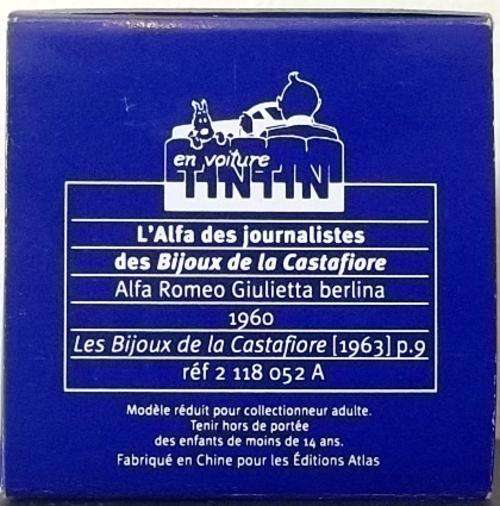 en voiture
TINTIN
L'Alfa des journalistes
des Bijoux de la Castafiore
Alfa Romeo Giulietta berlina
1960
Les Bijoux de la Castafiore [1963] p.9
réf 2 118 052 A
Modèle réduit pour collectionneur adulte.
Tenir hors de portée
des enfants de moins de 14 ans.
Fabriqué en Chine pour les Éditions Atlas